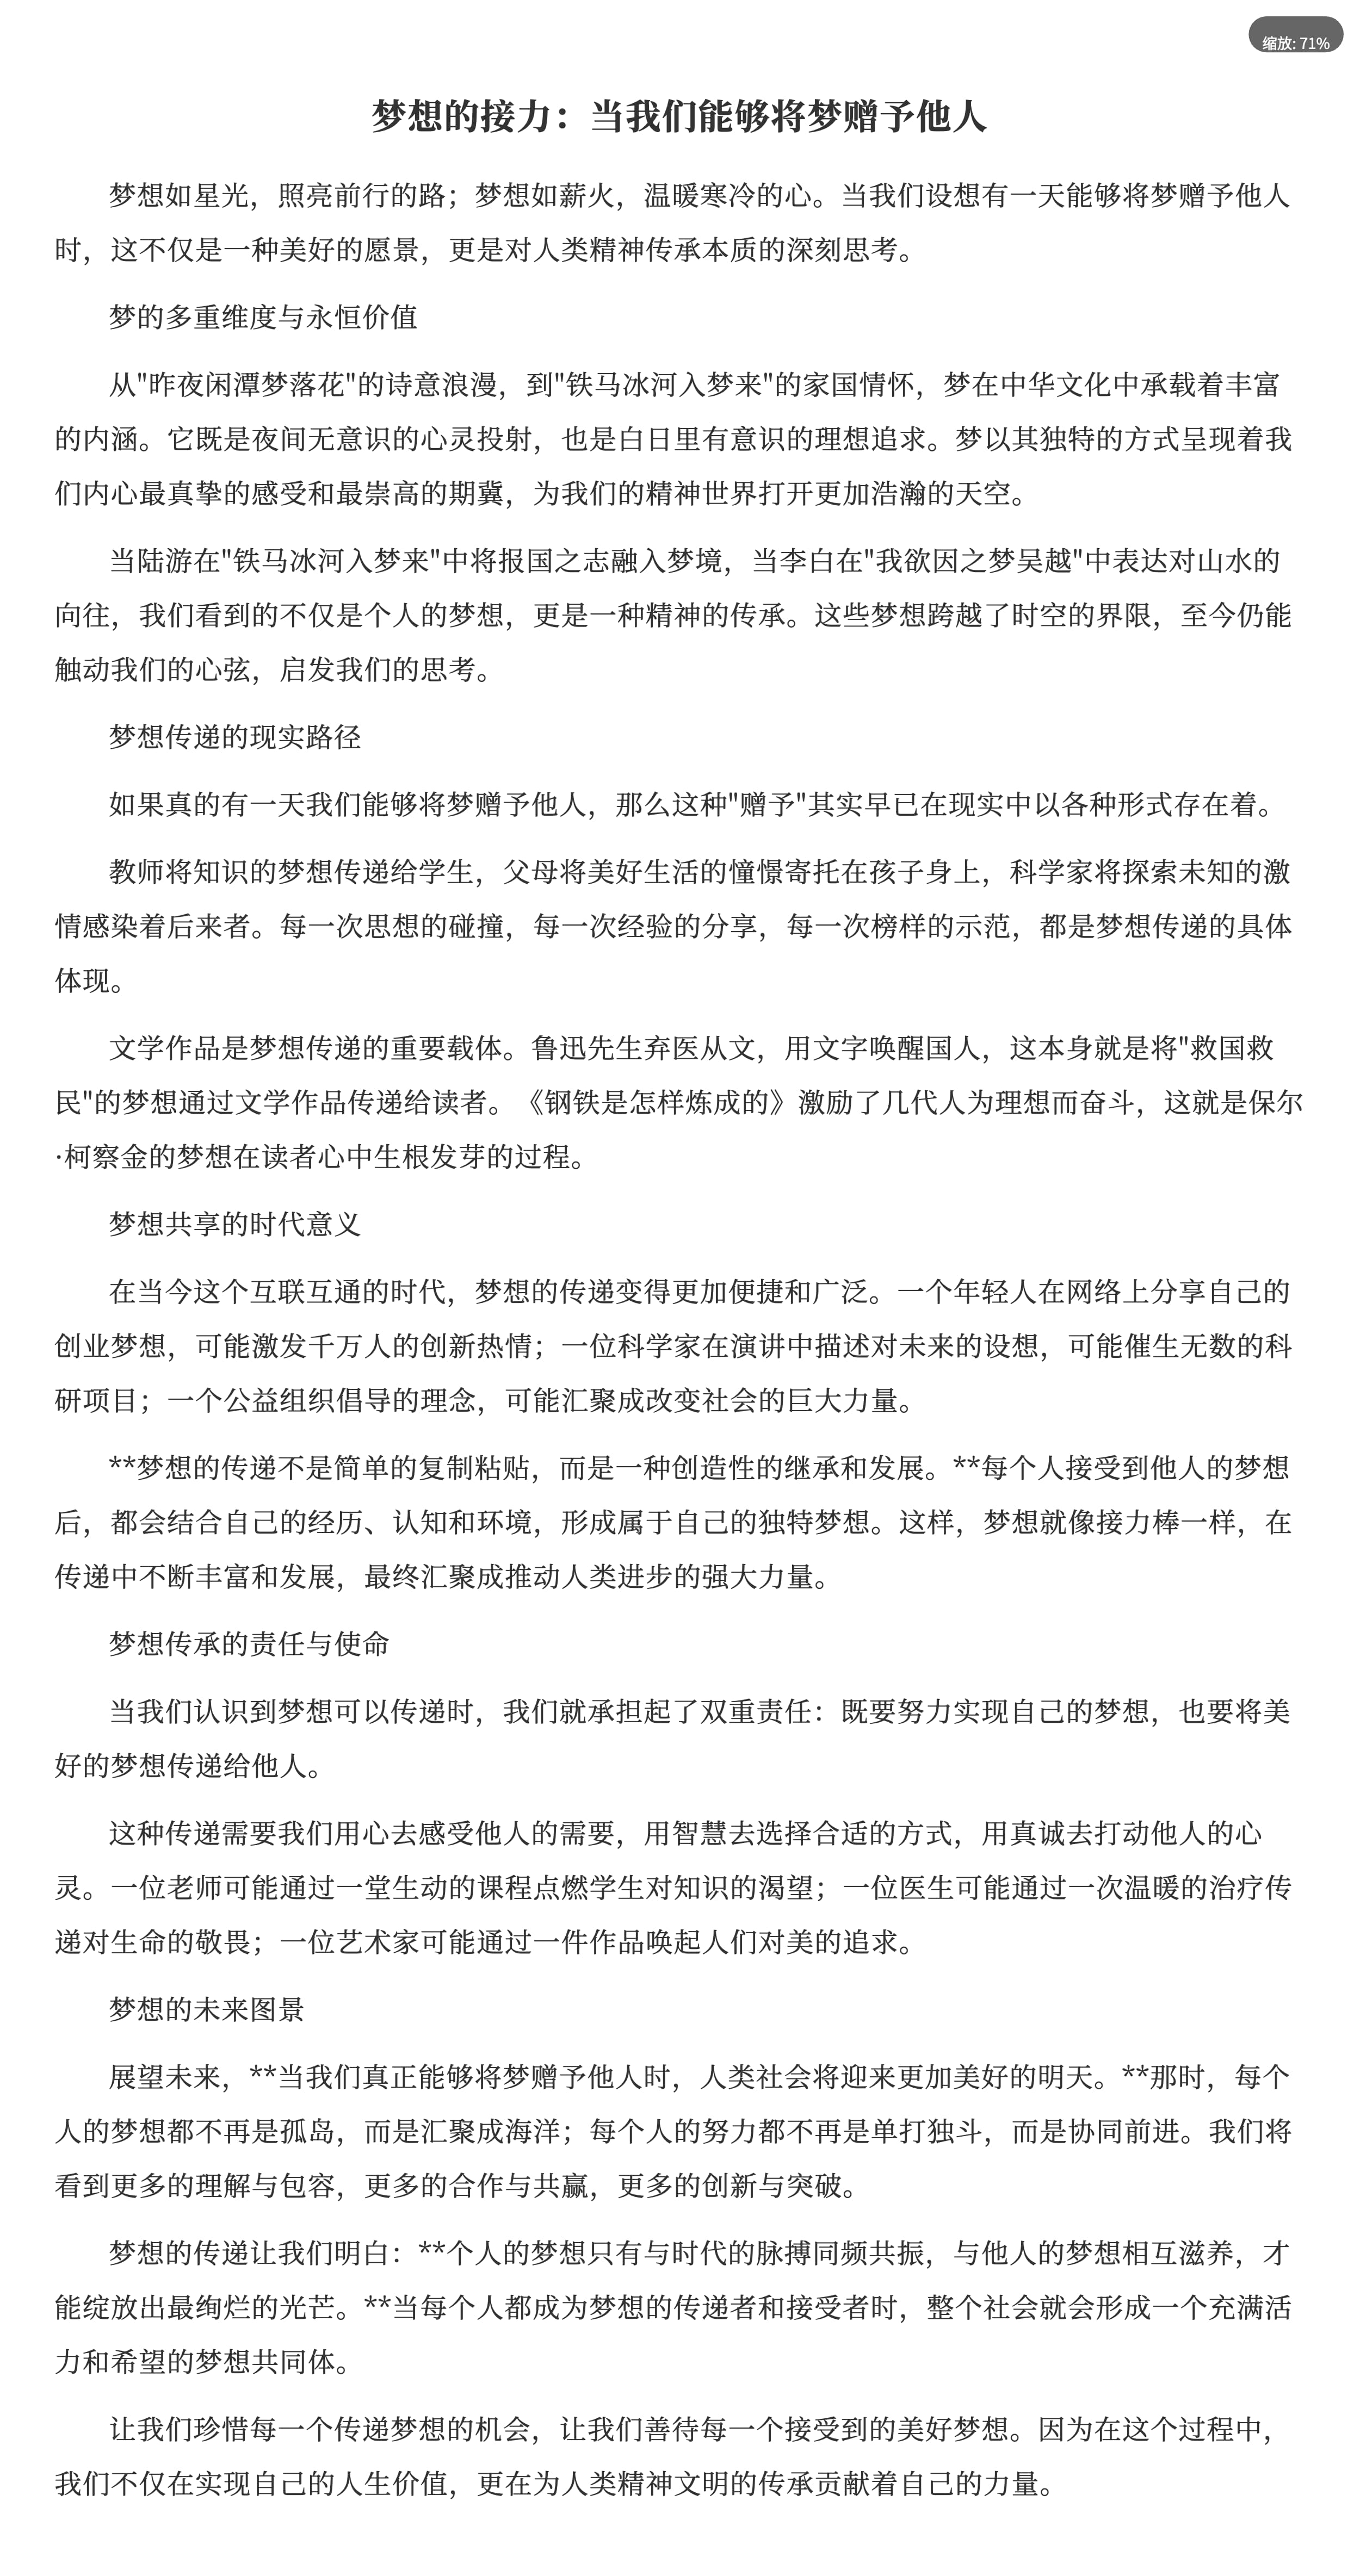 缩放: 71%
梦想的接力：当我们能够将梦赠予他人
梦想如星光，照亮前行的路；梦想如薪火，温暖寒冷的心。当我们设想有一天能够将梦赠予他人
时，这不仅是一种美好的愿景，更是对人类精神传承本质的深刻思考。
梦的多重维度与永恒价值
从"昨夜闲潭梦落花"的诗意浪漫，到"铁马冰河入梦来"的家国情怀，梦在中华文化中承载着丰富
的内涵。它既是夜间无意识的心灵投射，也是白日里有意识的理想追求。梦以其独特的方式呈现着我
们内心最真挚的感受和最崇高的期冀，为我们的精神世界打开更加浩瀚的天空。
当陆游在"铁马冰河入梦来"中将报国之志融入梦境，当李白在"我欲因之梦吴越"中表达对山水的
向往，我们看到的不仅是个人的梦想，更是一种精神的传承。这些梦想跨越了时空的界限，至今仍能
触动我们的心弦，启发我们的思考。
梦想传递的现实路径
如果真的有一天我们能够将梦赠予他人，那么这种"赠予"其实早已在现实中以各种形式存在着。
教师将知识的梦想传递给学生，父母将美好生活的憧憬寄托在孩子身上，科学家将探索未知的激
情感染着后来者。每一次思想的碰撞，每一次经验的分享，每一次榜样的示范，都是梦想传递的具体
体现。
文学作品是梦想传递的重要载体。鲁迅先生弃医从文，用文字唤醒国人，这本身就是将"救国救
民"的梦想通过文学作品传递给读者。《钢铁是怎样炼成的》激励了几代人为理想而奋斗，这就是保尔
·柯察金的梦想在读者心中生根发芽的过程。
梦想共享的时代意义
在当今这个互联互通的时代，梦想的传递变得更加便捷和广泛。一个年轻人在网络上分享自己的
创业梦想，可能激发千万人的创新热情；一位科学家在演讲中描述对未来的设想，可能催生无数的科
研项目；一个公益组织倡导的理念，可能汇聚成改变社会的巨大力量。
**梦想的传递不是简单的复制粘贴，而是一种创造性的继承和发展。**每个人接受到他人的梦想
后，都会结合自己的经历、认知和环境，形成属于自己的独特梦想。这样，梦想就像接力棒一样，在
传递中不断丰富和发展，最终汇聚成推动人类进步的强大力量。
梦想传承的责任与使命
当我们认识到梦想可以传递时，我们就承担起了双重责任：既要努力实现自己的梦想，也要将美
好的梦想传递给他人。
这种传递需要我们用心去感受他人的需要，用智慧去选择合适的方式，用真诚去打动他人的心
灵。一位老师可能通过一堂生动的课程点燃学生对知识的渴望；一位医生可能通过一次温暖的治疗传
递对生命的敬畏；一位艺术家可能通过一件作品唤起人们对美的追求。
梦想的未来图景
展望未来，**当我们真正能够将梦赠予他人时，人类社会将迎来更加美好的明天。**那时，每个
人的梦想都不再是孤岛，而是汇聚成海洋；每个人的努力都不再是单打独斗，而是协同前进。我们将
看到更多的理解与包容，更多的合作与共赢，更多的创新与突破。
梦想的传递让我们明白：**个人的梦想只有与时代的脉搏同频共振，与他人的梦想相互滋养，才
能绽放出最绚烂的光芒。**当每个人都成为梦想的传递者和接受者时，整个社会就会形成一个充满活
力和希望的梦想共同体。
让我们珍惜每一个传递梦想的机会，让我们善待每一个接受到的美好梦想。因为在这个过程中，
我们不仅在实现自己的人生价值，更在为人类精神文明的传承贡献着自己的力量。